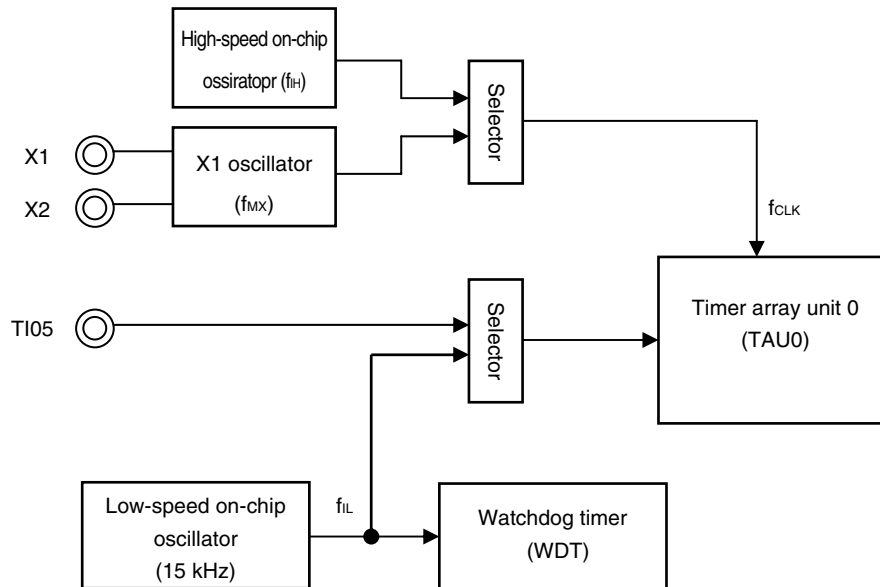 High-speed on-chip
ossiratopr (fIH)
Selector
X1
X1 oscillator
(fMX)
X2
fCLK
Timer array unit 0
(TAU0)
TI05
Selector
Low-speed on-chip
oscillator
(15 kHz)
fIL
Watchdog timer
(WDT)